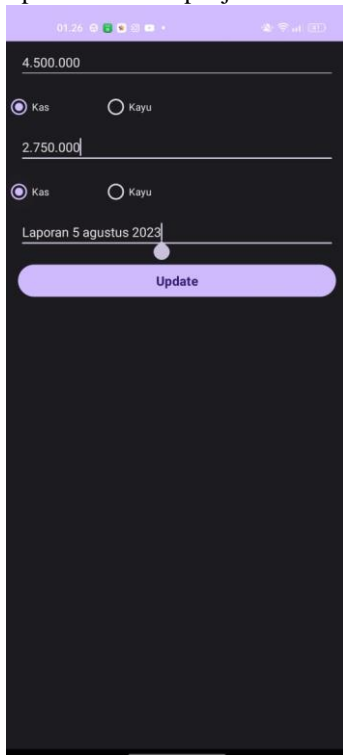 01.26
4.500.000
Kas Kayu
2.750.000
Kas Kayu
Laporan 5 agustus 2023
Update